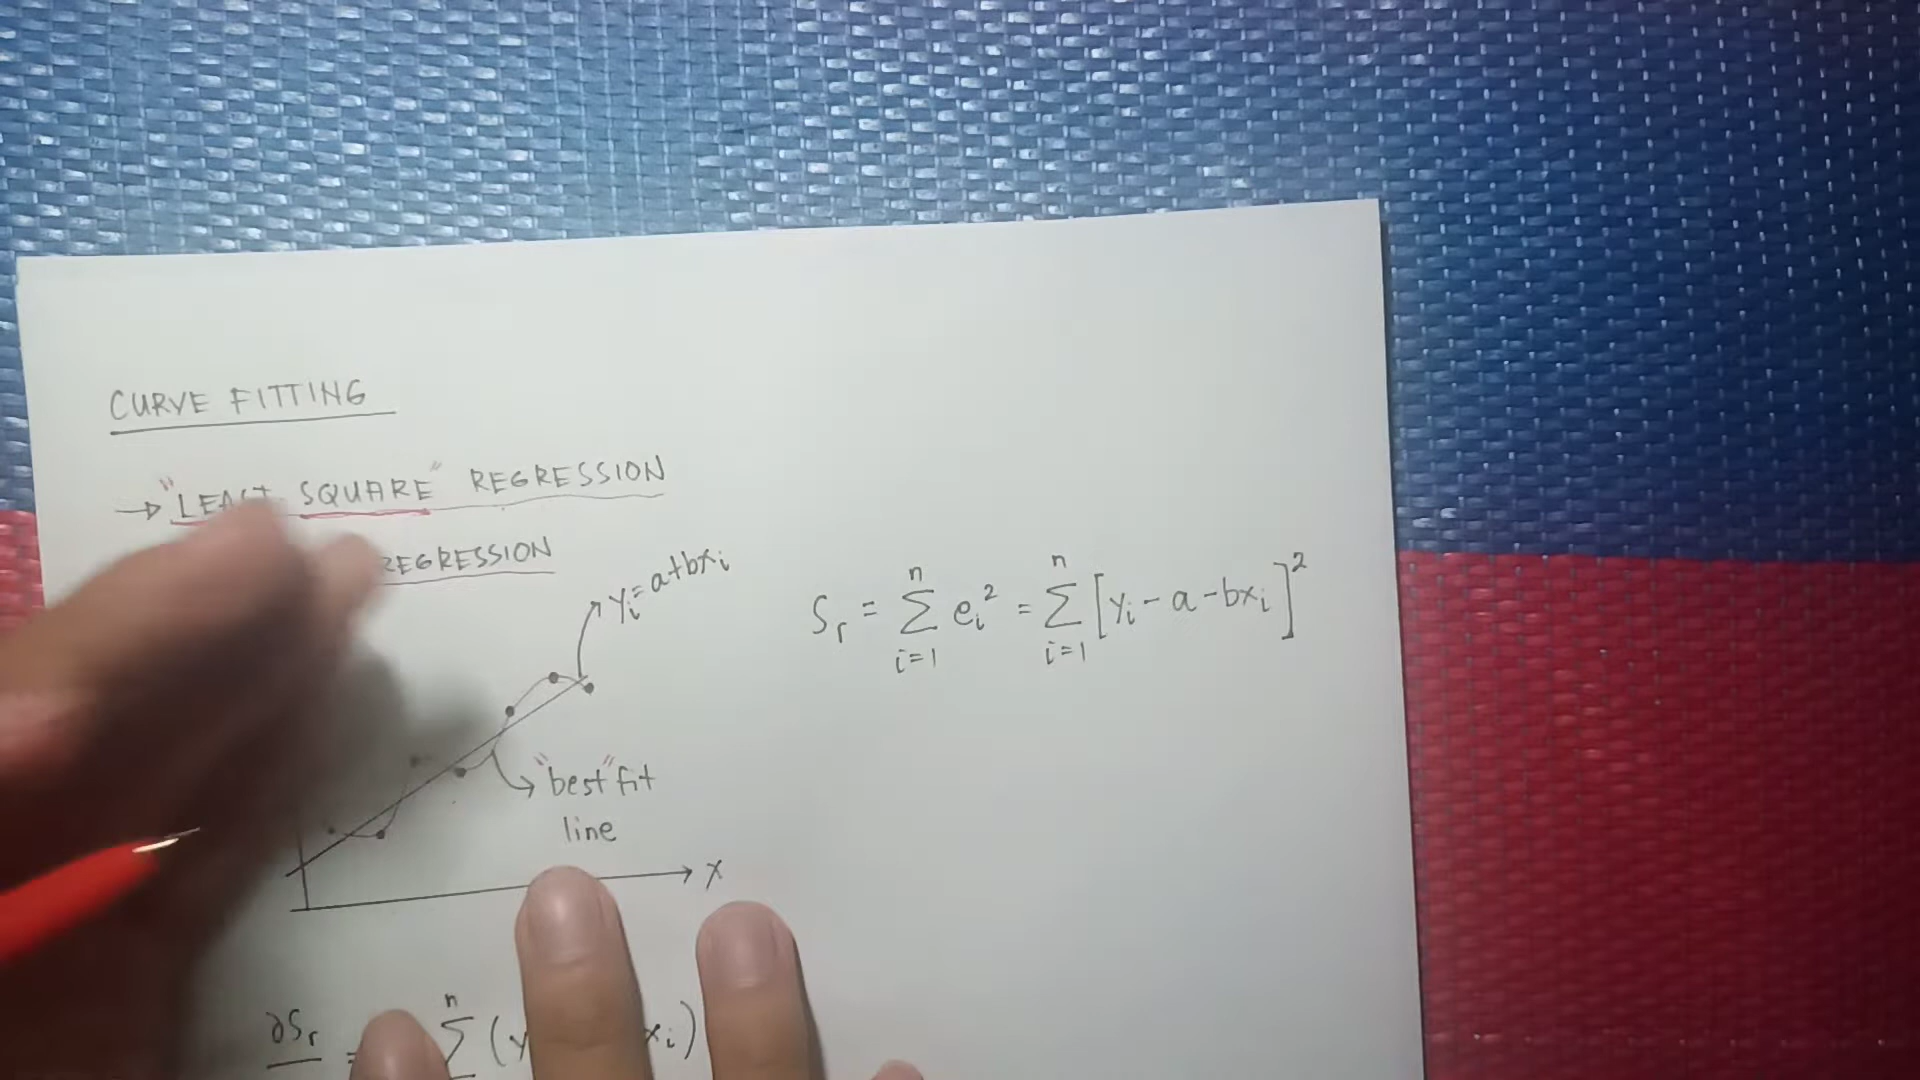 CURVE FITTING
→ "LEAST SQUARE" REGRESSION
REGRESSION
yᵢ = a + bxᵢ
Sᵣ = Σ eᵢ² = Σ [yᵢ - a - bxᵢ]²
n n
i=1 i=1
"best" fit
line
x
∂Sᵣ = n Σ (y xᵢ)